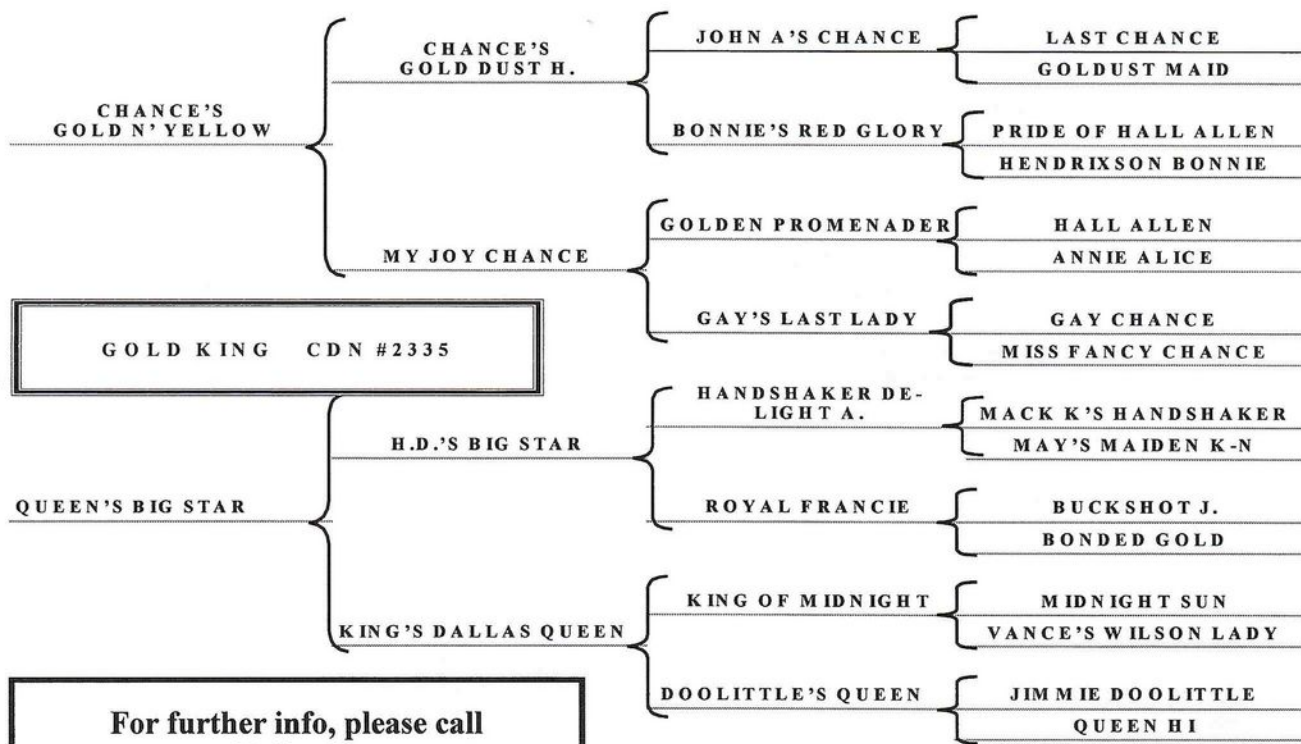 CHANCE'S
GOLD N' YELLOW
CHANCE'S
GOLD DUST H.
JOHN A'S CHANCE
LAST CHANCE
GOLDUST MAID
BONNIE'S RED GLORY
PRIDE OF HALL ALLEN
HENDRIXSON BONNIE
MY JOY CHANCE
GOLDEN PROMENADER
HALL ALLEN
ANNIE ALICE
GAY'S LAST LADY
GAY CHANCE
MISS FANCY CHANCE
GOLD KING CDN #2335
QUEEN'S BIG STAR
H.D.'S BIG STAR
HANDSHAKER DE-
LIGHT A.
MACK K'S HANDSHAKER
MAY'S MAIDEN K-N
ROYAL FRANCIE
BUCKSHOT J.
BONDED GOLD
KING'S DALLAS QUEEN
KING OF MIDNIGHT
MIDNIGHT SUN
VANCE'S WILSON LADY
DOOLITTLE'S QUEEN
JIMMIE DOOLITTLE
QUEEN HI
For further info, please call